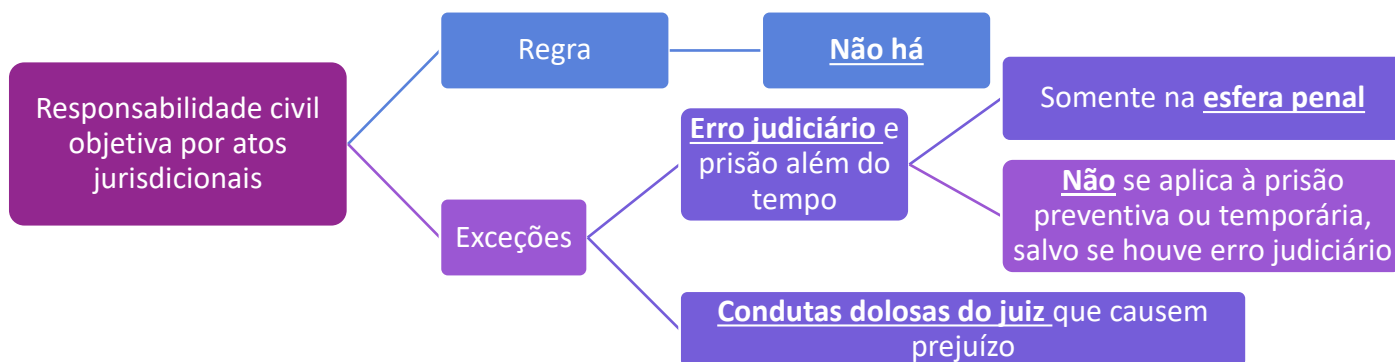 Responsabilidade civil
objetiva por atos
jurisdicionais
Regra
Não há
Exceções
Erro judiciário e
prisão além do
tempo
Somente na esfera penal
Não se aplica à prisão
preventiva ou temporária,
salvo se houve erro judiciário
Condutas dolosas do juiz que causem
prejuízo